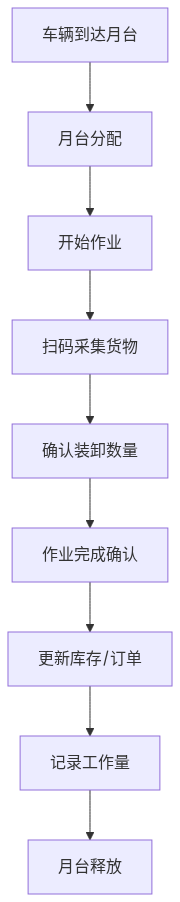 车辆到达月台
月台分配
开始作业
扫码采集货物
确认装卸数量
作业完成确认
更新库存/订单
记录工作量
月台释放